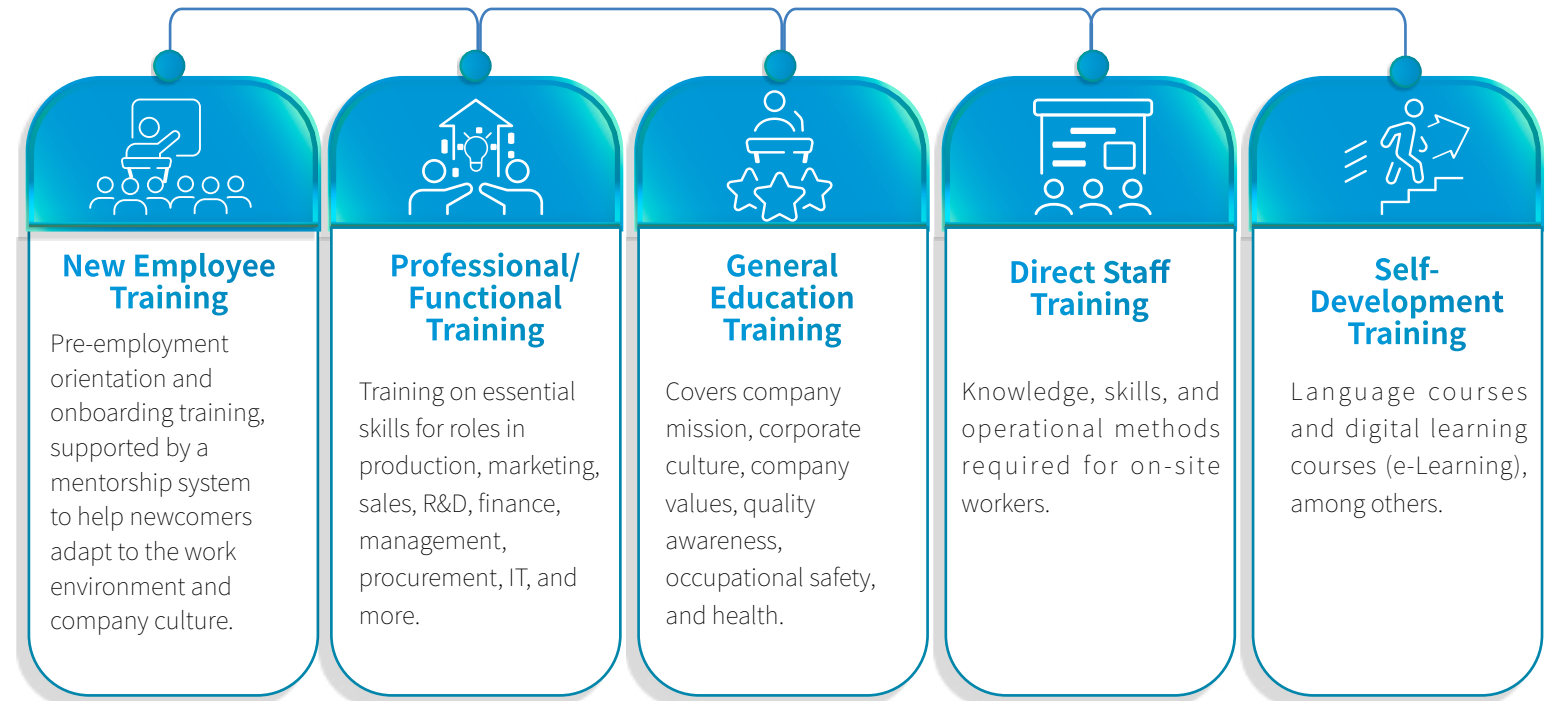 New Employee
Training
Pre-employment
orientation and
onboarding training,
supported by a
mentorship system
to help newcomers
adapt to the work
environment and
company culture.
Professional/
Functional
Training
Training on essential
skills for roles in
production, marketing,
sales, R&D, finance,
management,
procurement, IT, and
more.
General
Education
Training
Covers company
mission, corporate
culture, company
values, quality
awareness,
occupational safety,
and health.
Direct Staff
Training
Knowledge, skills, and
operational methods
required for on-site
workers.
Self-
Development
Training
Language courses
and digital learning
courses (e-Learning),
among others.